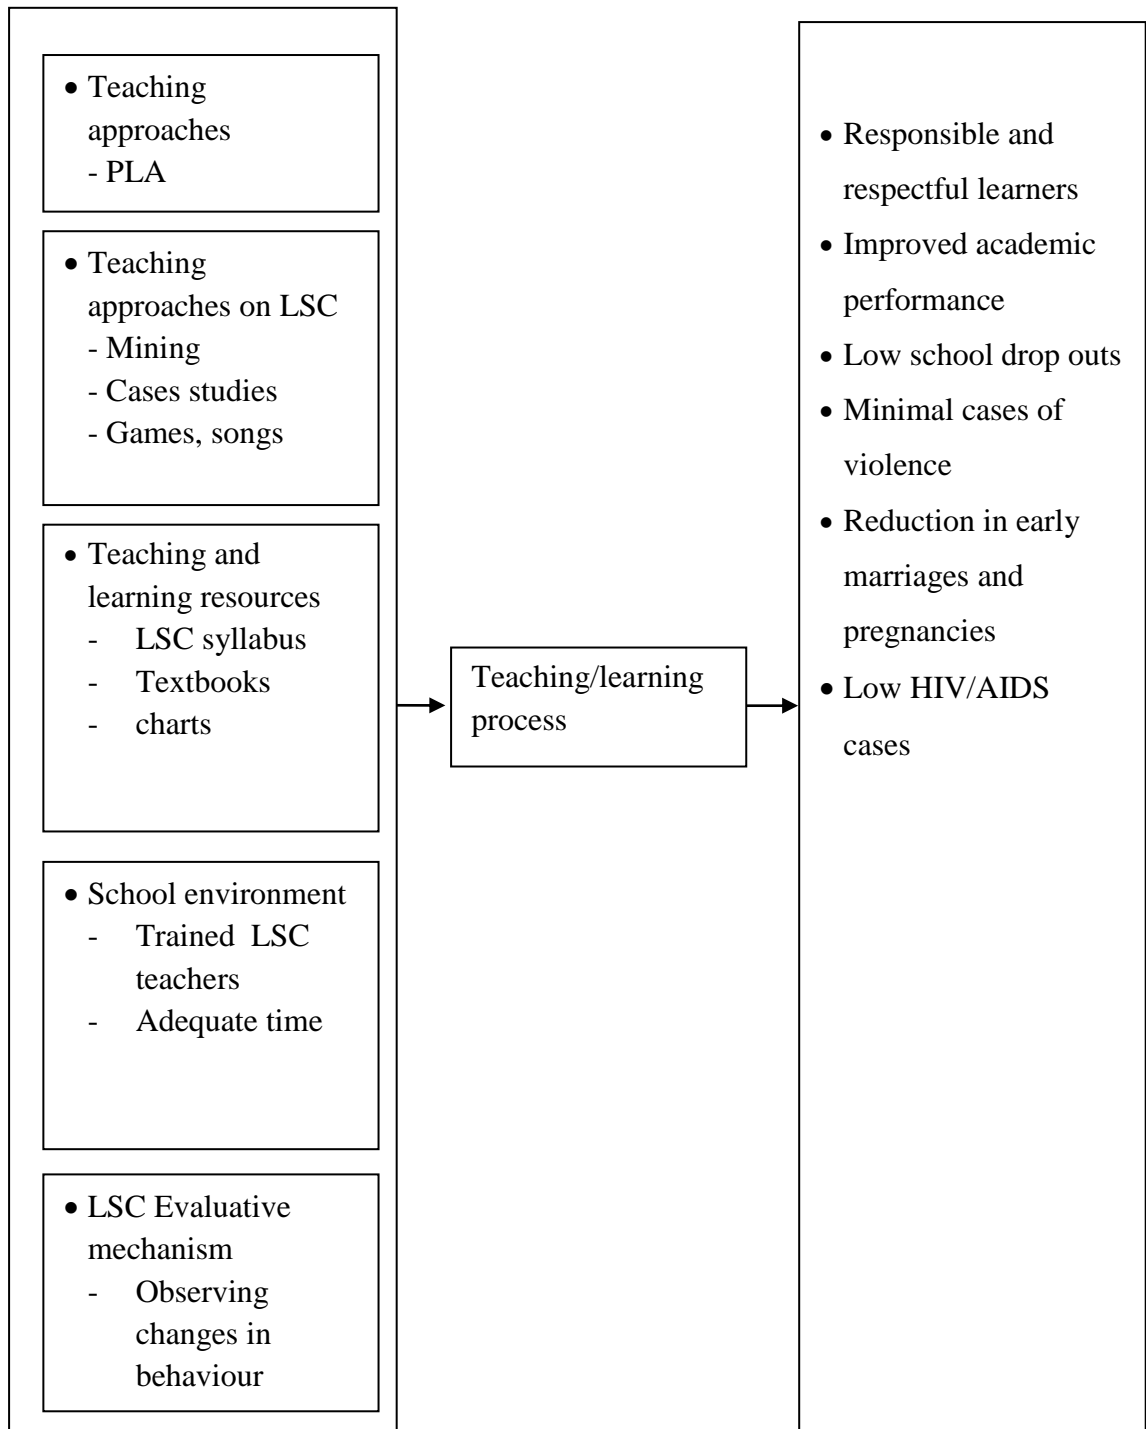 • Teaching
approaches
- PLA
• Teaching
approaches on LSC
- Mining
- Cases studies
- Games, songs
• Teaching and
learning resources
- LSC syllabus
- Textbooks
- charts
• School environment
- Trained LSC
teachers
- Adequate time
• LSC Evaluative
mechanism
- Observing
changes in
behaviour
Teaching/learning
process
• Responsible and
respectful learners
• Improved academic
performance
• Low school drop outs
• Minimal cases of
violence
• Reduction in early
marriages and
pregnancies
• Low HIV/AIDS
cases